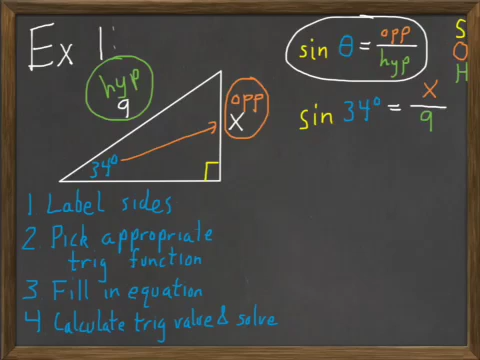 Ex 1:
hyp
9
opp
x
34°
sin θ = opp/hyp
sin 34° = x/9
S
O
H
1 Label sides
2 Pick appropriate
trig function
3 Fill in equation
4 Calculate trig value & solve